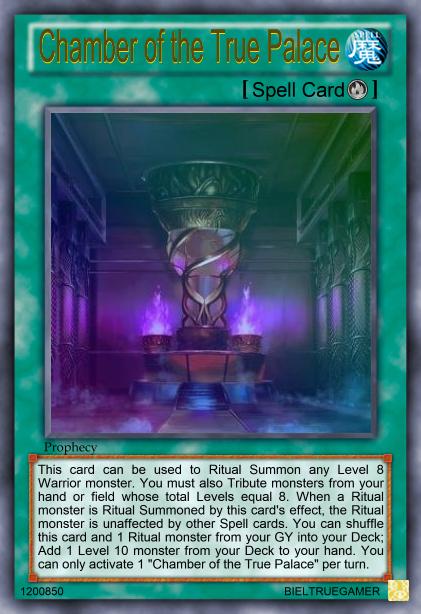 Chamber of the True Palace
SPELL
魔
[ Spell Card ]
Prophecy
This card can be used to Ritual Summon any Level 8
Warrior monster. You must also Tribute monsters from your
hand or field whose total Levels equal 8. When a Ritual
monster is Ritual Summoned by this card's effect, the Ritual
monster is unaffected by other Spell cards. You can shuffle
this card and 1 Ritual monster from your GY into your Deck;
Add 1 Level 10 monster from your Deck to your hand. You
can only activate 1 "Chamber of the True Palace" per turn.
1200850
BIELTRUEGAMER